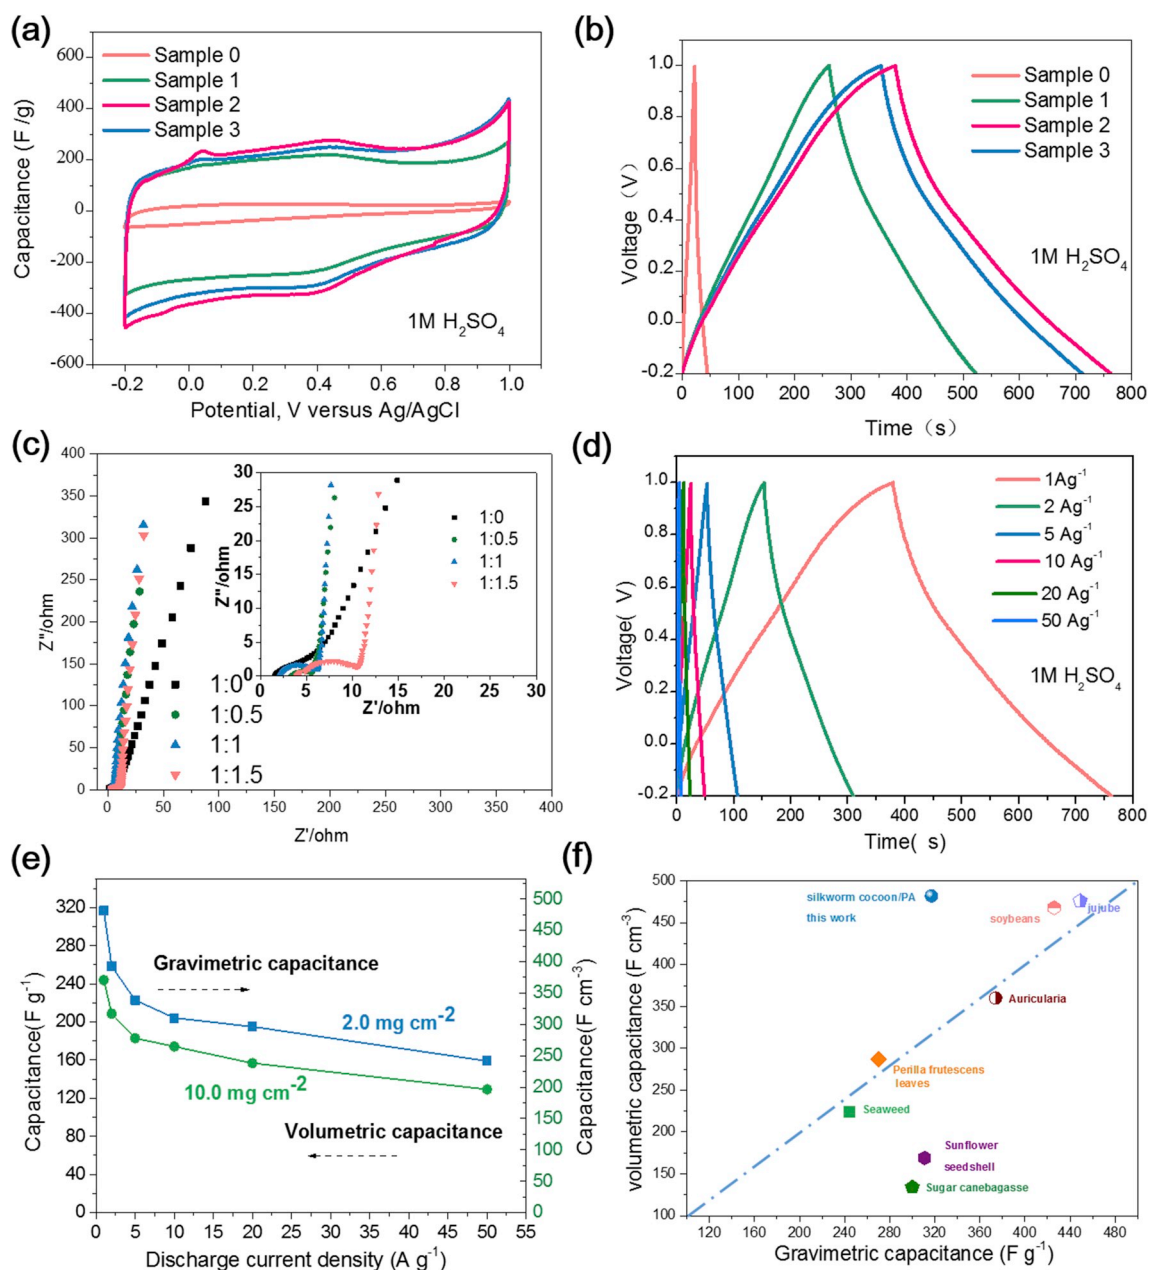 (a)
600
400
200
0
-200
-400
-600
Capacitance (F /g)
Sample 0
Sample 1
Sample 2
Sample 3
1M H₂SO₄
-0.2 0.0 0.2 0.4 0.6 0.8 1.0
Potential, V versus Ag/AgCl
(b)
1.0
0.8
0.6
0.4
0.2
0.0
-0.2
Voltage（V）
Sample 0
Sample 1
Sample 2
Sample 3
1M H₂SO₄
0 100 200 300 400 500 600 700 800
Time（s）
(c)
400
350
300
250
200
150
100
50
0
Z''/ohm
1:0
1:0.5
1:1
1:1.5
0 50 100 150 200 250 300 350 400
Z'/ohm
30
25
20
15
10
5
0
Z''/ohm
1:0
1:0.5
1:1
1:1.5
0 5 10 15 20 25 30
Z'/ohm
(d)
1.0
0.8
0.6
0.4
0.2
0.0
-0.2
Voltage( V)
1Ag⁻¹
2 Ag⁻¹
5 Ag⁻¹
10 Ag⁻¹
20 Ag⁻¹
50 Ag⁻¹
1M H₂SO₄
0 100 200 300 400 500 600 700 800
Time( s)
(e)
320
280
240
200
160
120
80
40
0
Capacitance(F g⁻¹)
Gravimetric capacitance
2.0 mg cm⁻²
10.0 mg cm⁻²
Volumetric capacitance
500
450
400
350
300
250
200
150
100
50
0
Capacitance(F cm⁻³)
0 5 10 15 20 25 30 35 40 45 50 55
Discharge current density (A g⁻¹)
(f)
500
450
400
350
300
250
200
150
100
volumetric capacitance (F cm⁻³)
silkworm cocoon/PA
this work
soybeans
jujube
Auricularia
Perilla frutescens
leaves
Seaweed
Sunflower
seedshell
Sugar canebagasse
120 160 200 240 280 320 360 400 440 480
Gravimetric capacitance (F g⁻¹)